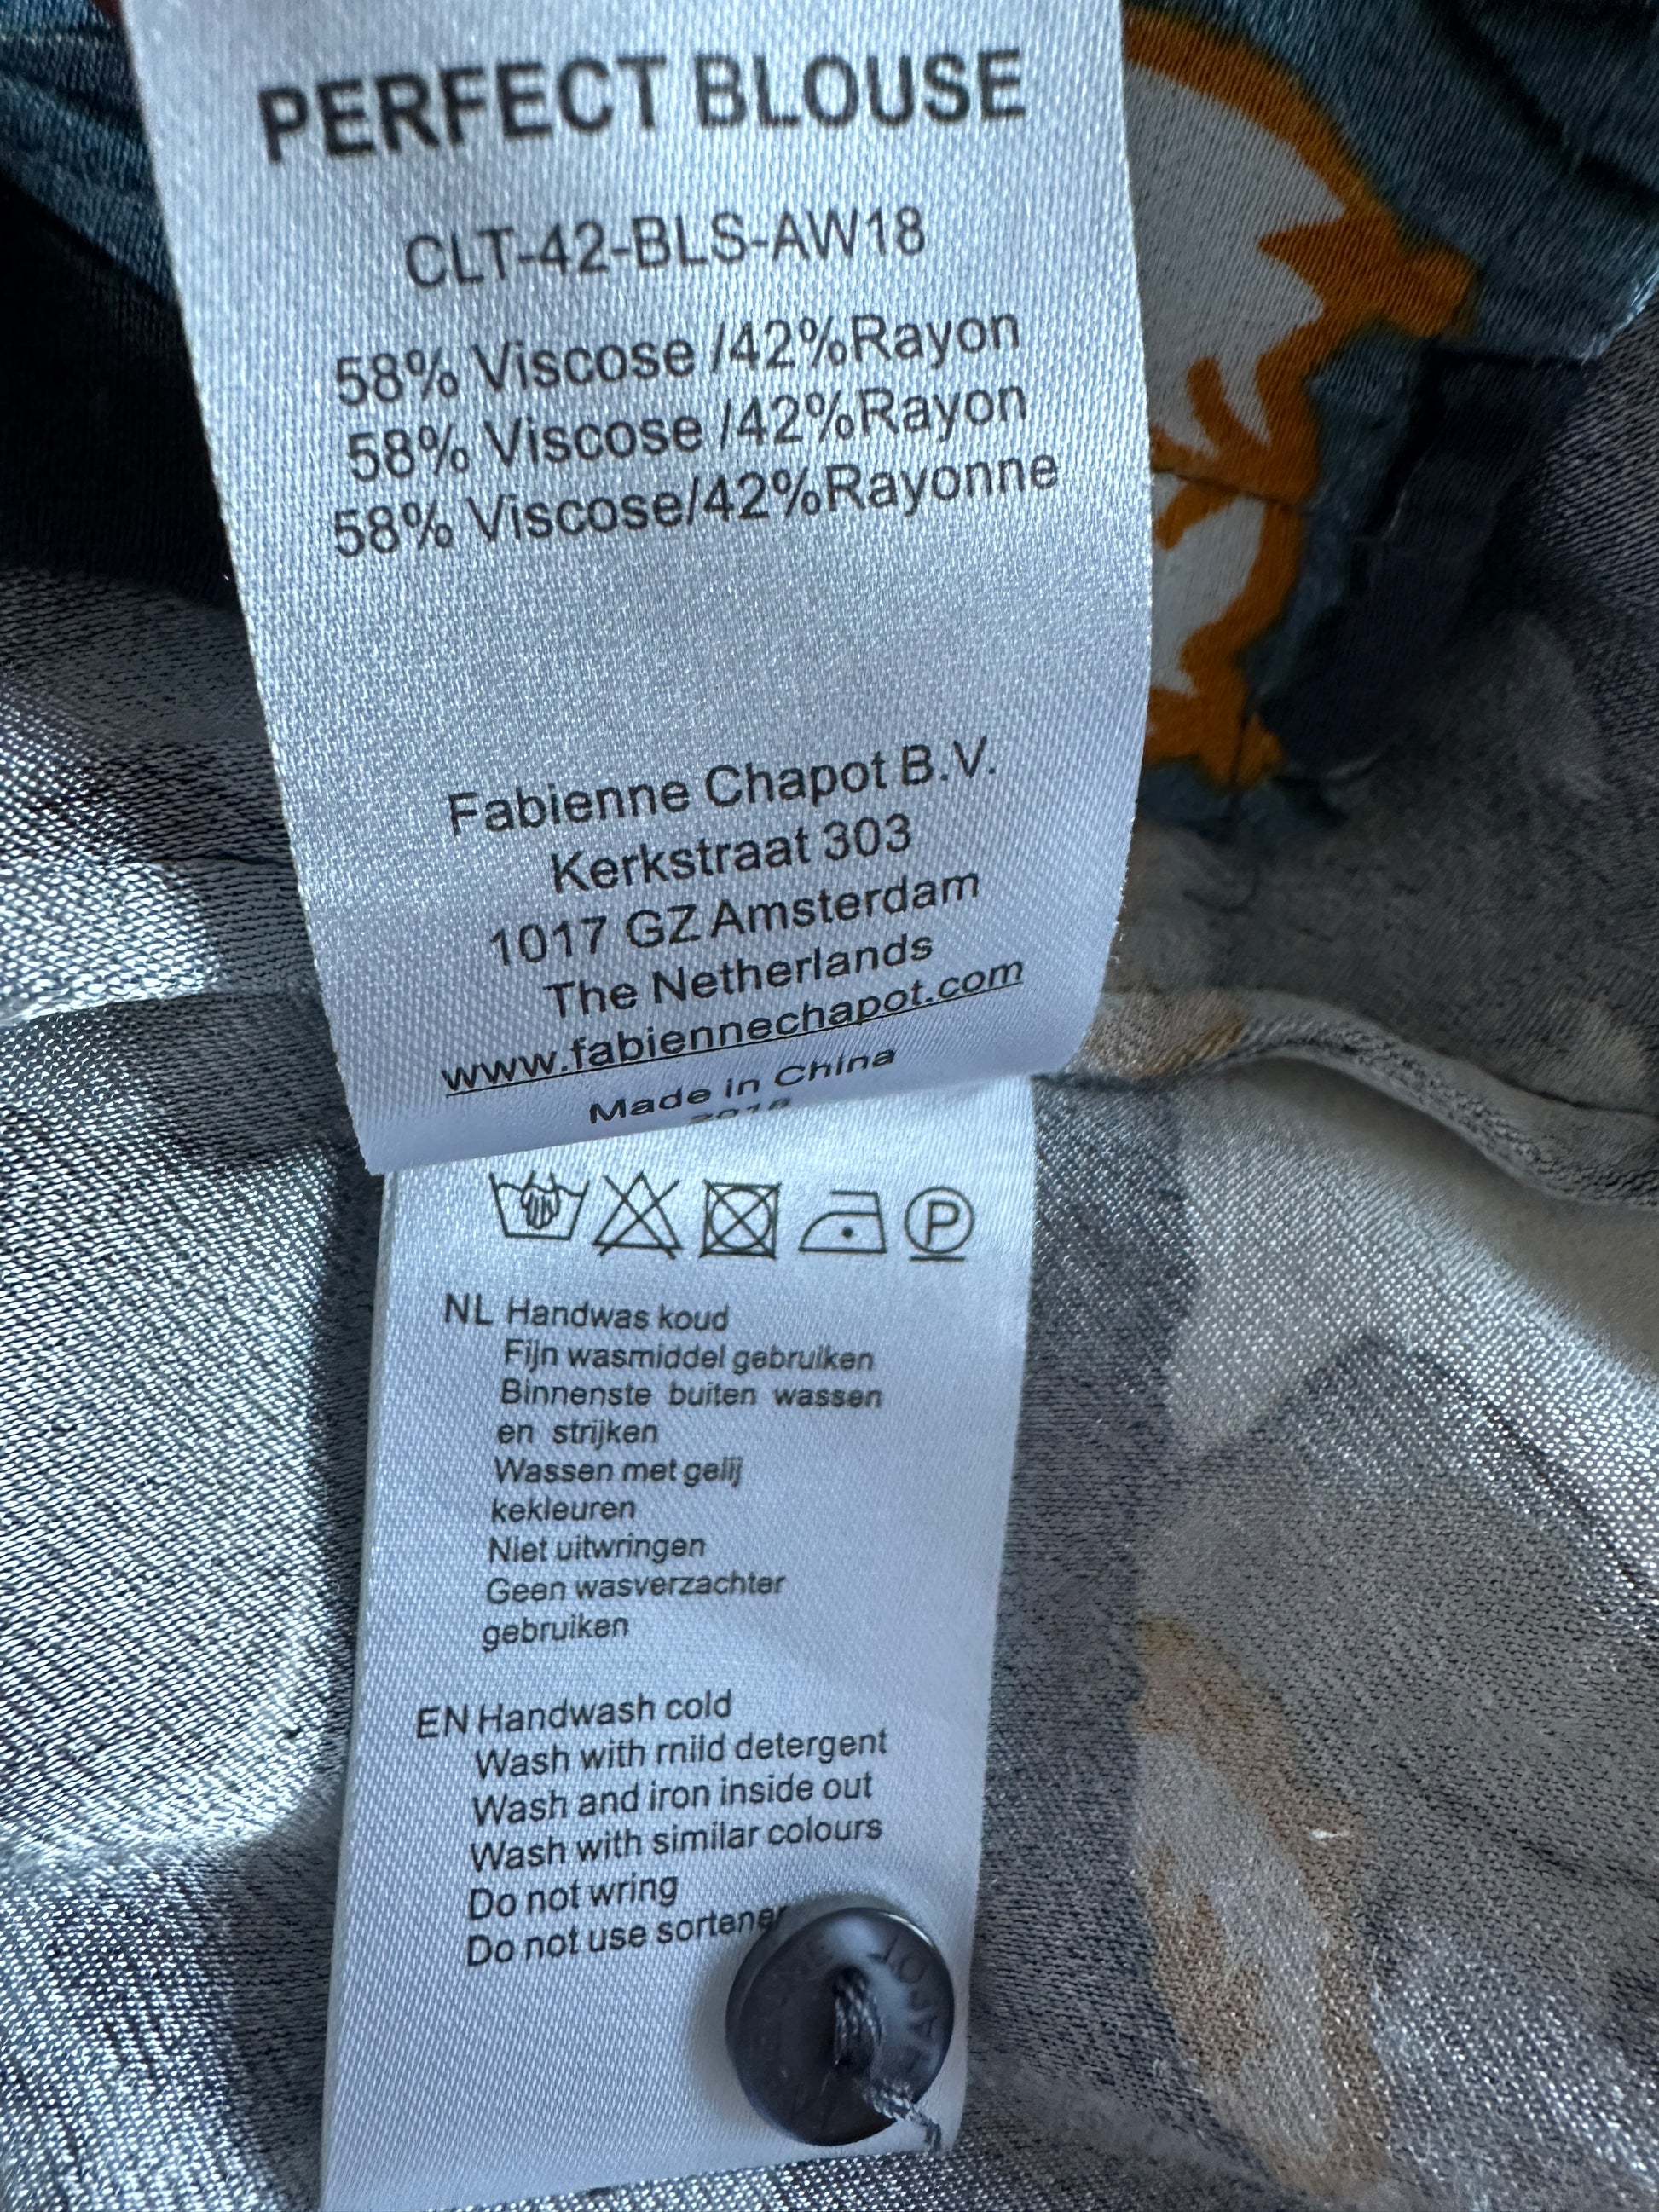 PERFECT BLOUSE
CLT-42-BLS-AW18
58% Viscose /42%Rayon
58% Viscose /42%Rayon
58% Viscose/42%Rayonne
Fabienne Chapot B.V.
Kerkstraat 303
1017 GZ Amsterdam
The Netherlands
www.fabiennechapot.com
Made in China
P
NL Handwas koud
Fijn wasmiddel gebruiken
Binnenste buiten wassen
en strijken
Wassen met gelij
kekleuren
Niet uitwringen
Geen wasverzachter
gebruiken
EN Handwash cold
Wash with mild detergent
Wash and iron inside out
Wash with similar colours
Do not wring
Do not use sortener